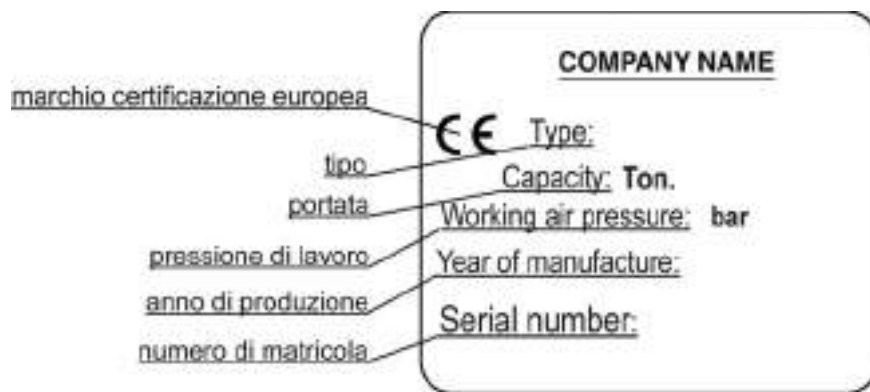 COMPANY NAME
marchio certificazione europea
CE Type:
tipo
Capacity: Ton.
portata
Working air pressure: bar
pressione di lavoro
Year of manufacture:
anno di produzione
Serial number:
numero di matricola